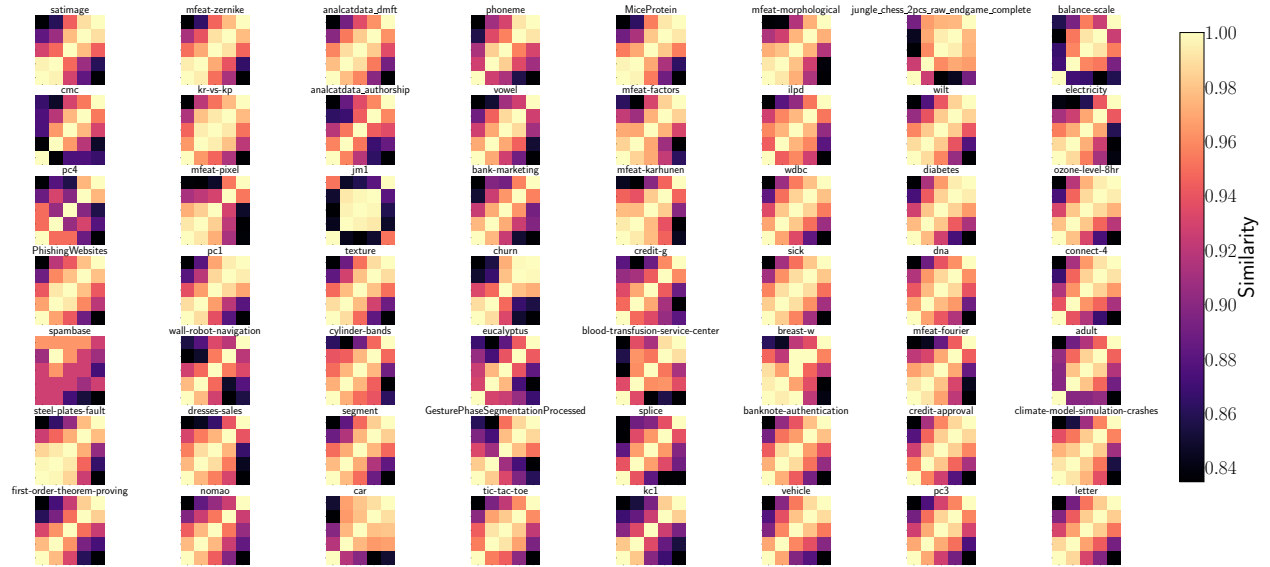 satimage
mfeat-zernike
analcatdata_dmft
phoneme
MiceProtein
mfeat-morphological
jungle_chess_2pcs_raw_endgame_complete
balance-scale
cmc
kr-vs-kp
analcatdata_authorship
vowel
mfeat-factors
ilpd
wilt
electricity
pc4
mfeat-pixel
jm1
bank-marketing
mfeat-karhunen
wdbc
diabetes
ozone-level-8hr
PhishingWebsites
pc1
texture
churn
credit-g
sick
dna
connect-4
spambase
wall-robot-navigation
cylinder-bands
eucalyptus
blood-transfusion-service-center
breast-w
mfeat-fourier
adult
steel-plates-fault
dresses-sales
segment
GesturePhaseSegmentationProcessed
splice
banknote-authentication
credit-approval
climate-model-simulation-crashes
first-order-theorem-proving
nomao
car
tic-tac-toe
kc1
vehicle
pc3
letter
1.00
0.98
0.96
0.94
0.92
0.90
0.88
0.86
0.84
Similarity